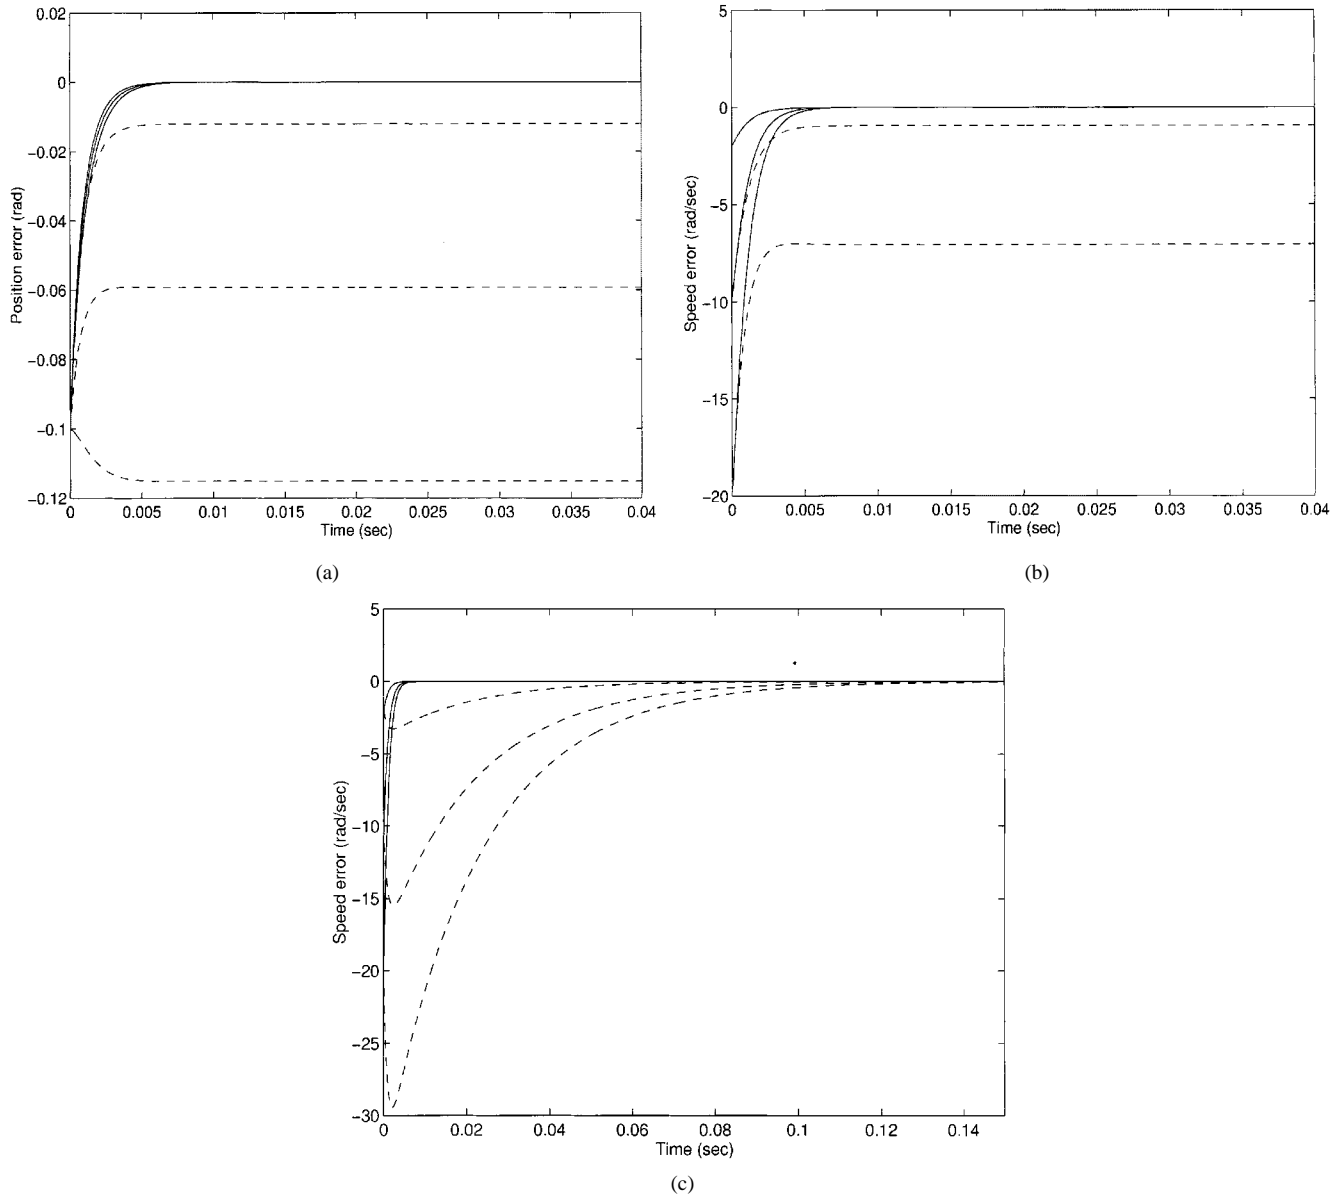 0.02
0
−0.02
−0.04
−0.06
−0.08
−0.1
−0.12
Position error (rad)
0 0.005 0.01 0.015 0.02 0.025 0.03 0.035 0.04
Time (sec)
(a)
5
0
−5
−10
−15
−20
Speed error (rad/sec)
0 0.005 0.01 0.015 0.02 0.025 0.03 0.035 0.04
Time (sec)
(b)
5
0
−5
−10
−15
−20
−25
−30
Speed error (rad/sec)
0 0.02 0.04 0.06 0.08 0.1 0.12 0.14
Time (sec)
(c)